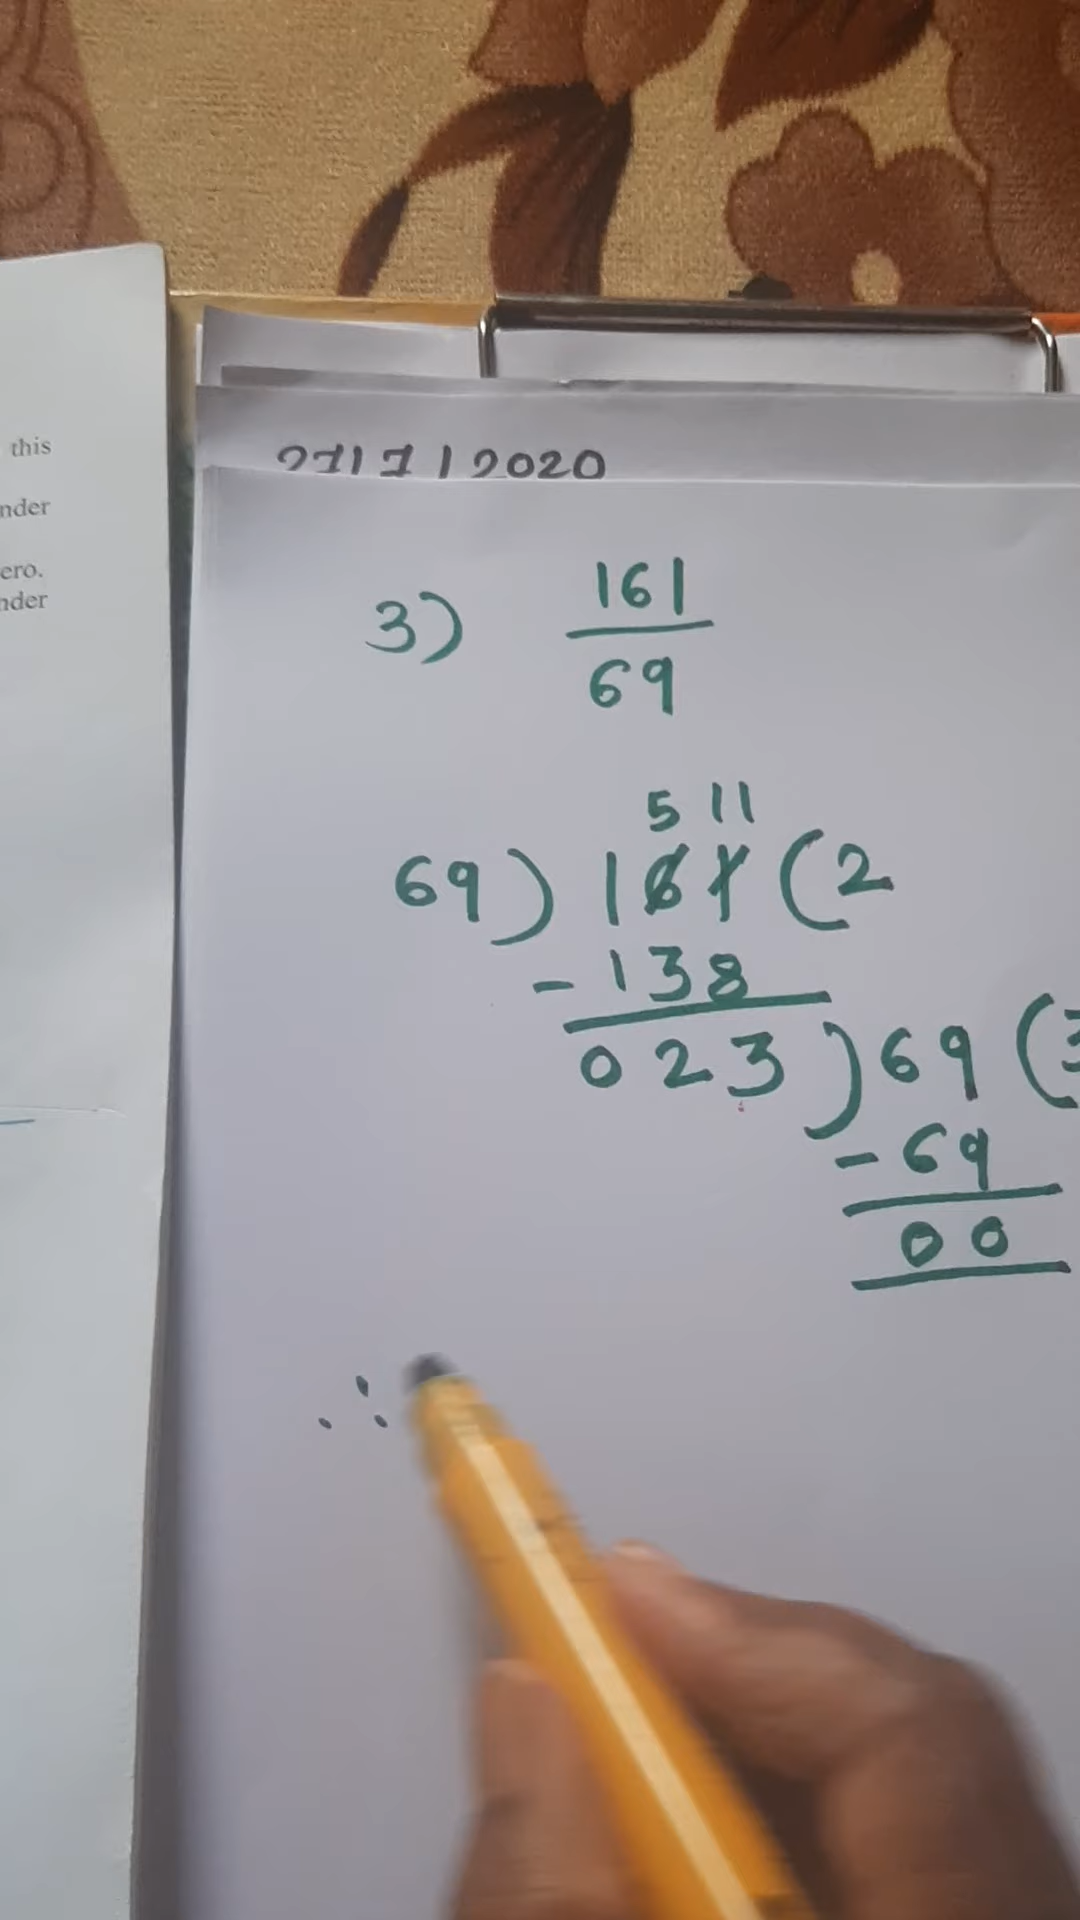 this
nder
ero.
nder
27/7/2020
3) 161
69
5 11
69) 161 (2
- 138
023) 69 (3
- 69
00
∴